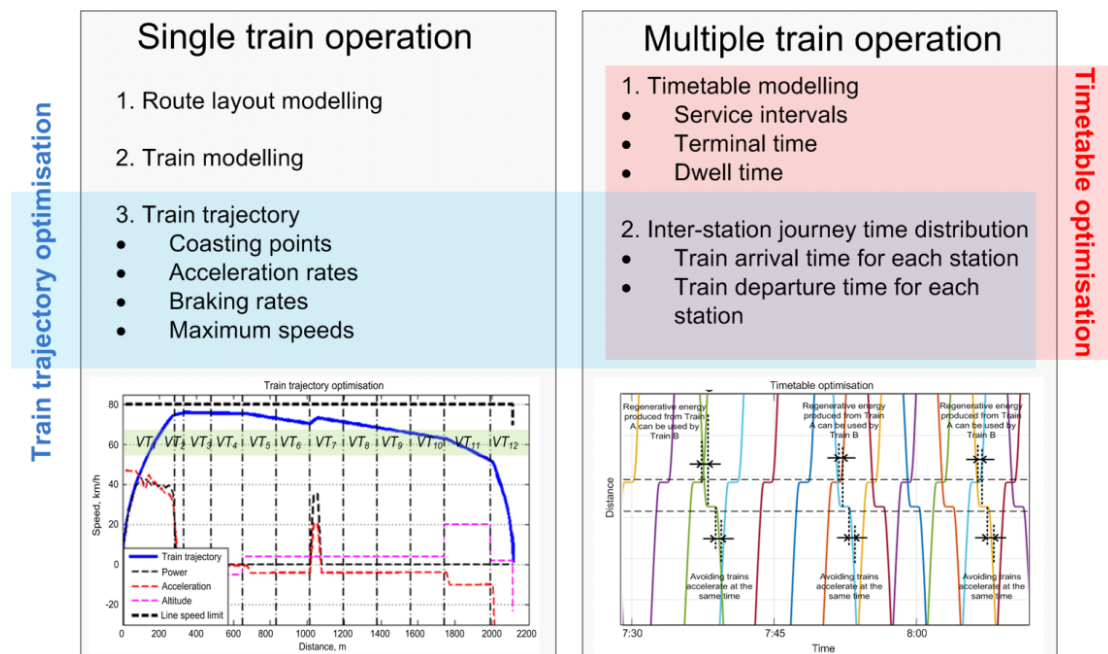 Single train operation
1. Route layout modelling
2. Train modelling
3. Train trajectory
• Coasting points
• Acceleration rates
• Braking rates
• Maximum speeds
Train trajectory optimisation
Multiple train operation
1. Timetable modelling
• Service intervals
• Terminal time
• Dwell time
2. Inter-station journey time distribution
• Train arrival time for each station
• Train departure time for each
station
Timetable optimisation
Train trajectory optimisation
80
60
40
20
0
-20
Speed, km/h
VT2 VT3 VT4 VT5 VT6 VT7 VT8 VT9 VT10 VT11 VT12
Train trajectory
Power
Acceleration
Altitude
Line speed limit
0 200 400 600 800 1000 1200 1400 1600 1800 2000 2200
Distance, m
Timetable optimisation
Regenerative energy
produced from Train
A can be used by
Train B
Regenerative energy
produced from Train
A can be used by
Train B
Regenerative energy
produced from Train
A can be used by
Train B
Distance
Avoiding trains
accelerate at the
same time
Avoiding trains
accelerate at the
same time
Avoiding trains
accelerate at the
same time
7:30 7:45 8:00
Time